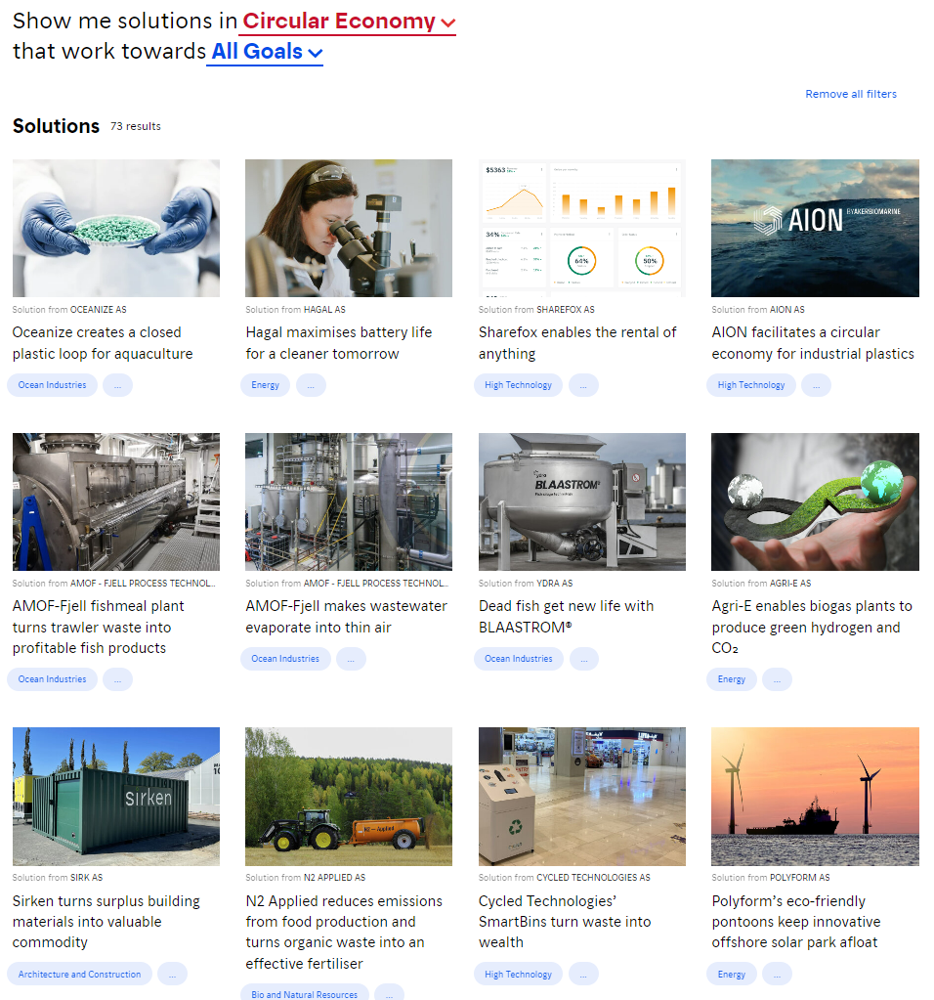 Show me solutions in Circular Economy
that work towards All Goals
Remove all filters
Solutions 73 results
$5363
34%
64%
50%
AION BY AKERBIOMARINE
Solution from OCEANIZE AS
Oceanize creates a closed
plastic loop for aquaculture
Ocean Industries ...
Solution from HAGAL AS
Hagal maximises battery life
for a cleaner tomorrow
Energy ...
Solution from SHAREFOX AS
Sharefox enables the rental of
anything
High Technology ...
Solution from AION AS
AION facilitates a circular
economy for industrial plastics
High Technology ...
ydra
BLAASTROM®
Solution from AMOF - FJELL PROCESS TECHNOL...
AMOF-Fjell fishmeal plant
turns trawler waste into
profitable fish products
Ocean Industries ...
Solution from AMOF - FJELL PROCESS TECHNOL...
AMOF-Fjell makes wastewater
evaporate into thin air
Ocean Industries ...
Solution from YDRA AS
Dead fish get new life with
BLAASTROM®
Ocean Industries ...
Solution from AGRI-E AS
Agri-E enables biogas plants to
produce green hydrogen and
CO₂
Energy ...
sirken
N2 Applied
Solution from SIRK AS
Sirken turns surplus building
materials into valuable
commodity
Architecture and Construction ...
Solution from N2 APPLIED AS
N2 Applied reduces emissions
from food production and
turns organic waste into an
effective fertiliser
Bio and Natural Resources ...
Solution from CYCLED TECHNOLOGIES AS
Cycled Technologies’
SmartBins turn waste into
wealth
High Technology ...
Solution from POLYFORM AS
Polyform’s eco-friendly
pontoons keep innovative
offshore solar park afloat
Energy ...